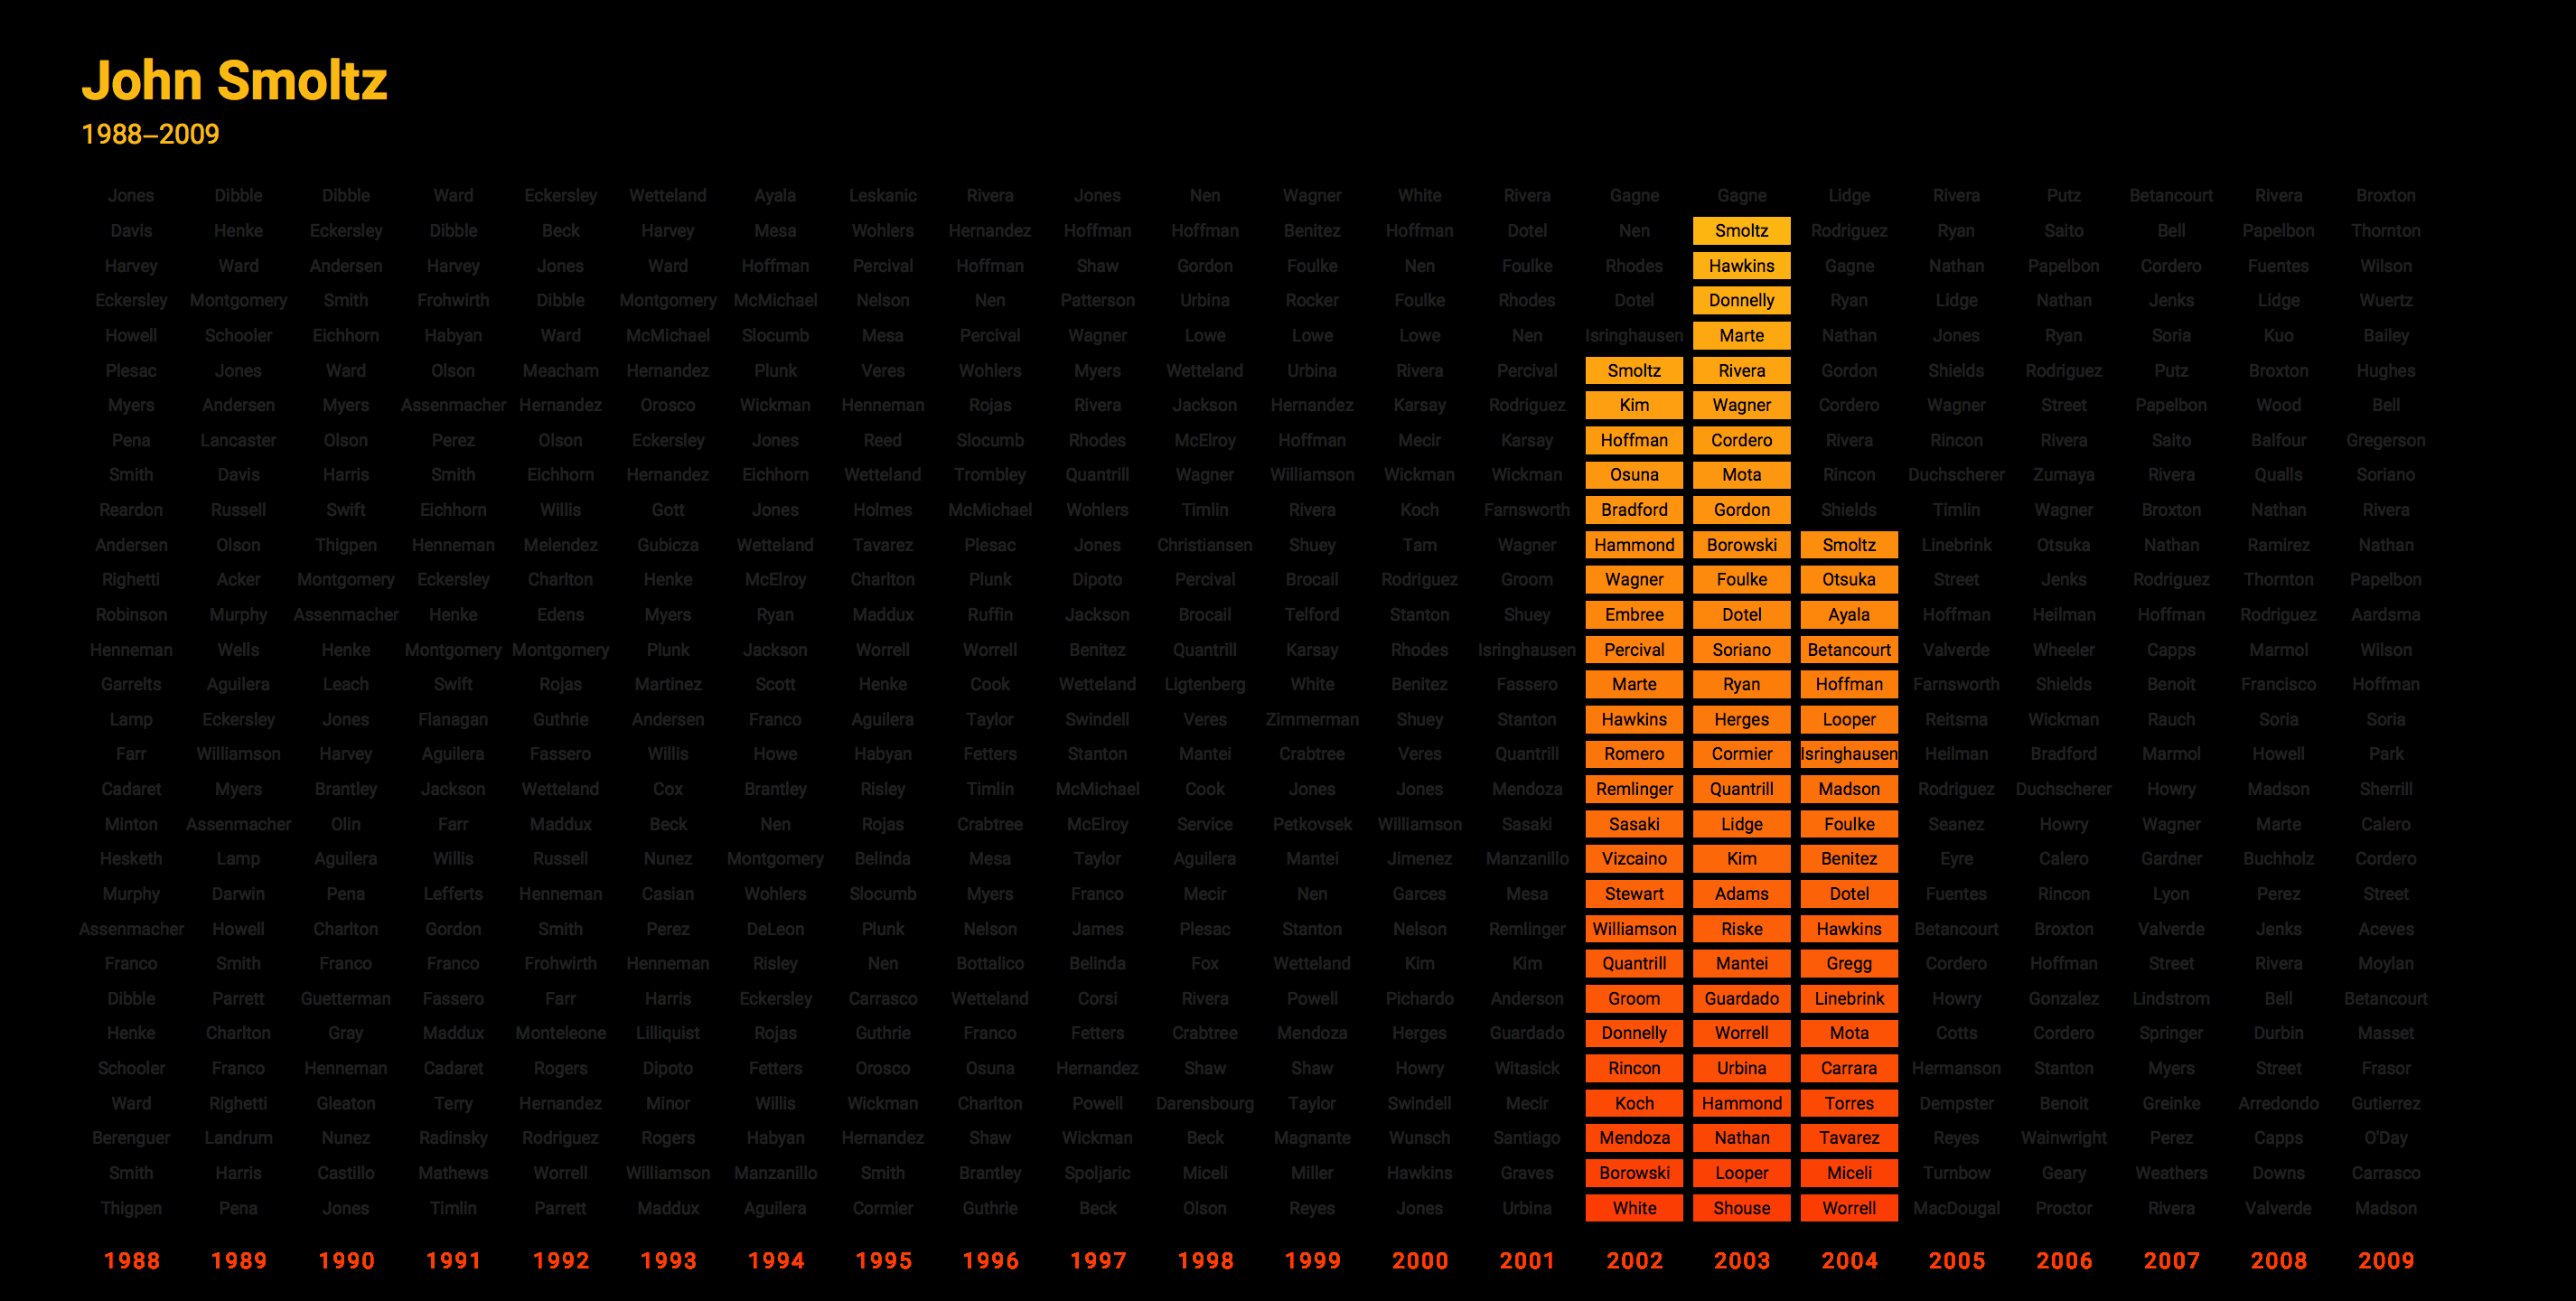 John Smoltz
1988–2009
Jones Dibble Dibble Ward Eckersley Wetteland Ayala Leskanic Rivera Jones Nen Wagner White Rivera Gagne Gagne Lidge Rivera Putz Betancourt Rivera Broxton
Davis Henke Eckersley Dibble Beck Harvey Mesa Wohlers Hernandez Hoffman Hoffman Benitez Hoffman Dotel Nen Smoltz Rodriguez Ryan Saito Bell Papelbon Thornton
Harvey Ward Andersen Harvey Jones Ward Hoffman Percival Hoffman Shaw Gordon Foulke Nen Foulke Rhodes Hawkins Gagne Nathan Papelbon Cordero Fuentes Wilson
Eckersley Montgomery Smith Frohwirth Dibble Montgomery McMichael Nelson Nen Patterson Urbina Rocker Foulke Rhodes Dotel Donnelly Ryan Lidge Nathan Jenks Lidge Wuertz
Howell Schooler Eichhorn Habyan Ward McMichael Slocumb Mesa Percival Wagner Lowe Lowe Lowe Nen Isringhausen Marte Nathan Jones Ryan Soria Kuo Bailey
Plesac Jones Ward Olson Meacham Hernandez Plunk Veres Wohlers Myers Wetteland Urbina Rivera Percival Smoltz Rivera Gordon Shields Rodriguez Putz Broxton Hughes
Myers Andersen Myers Assenmacher Hernandez Orosco Wickman Henneman Rojas Rivera Jackson Hernandez Karsay Rodriguez Kim Wagner Cordero Wagner Street Papelbon Wood Bell
Pena Lancaster Olson Perez Olson Eckersley Jones Reed Slocumb Rhodes McElroy Hoffman Mecir Karsay Hoffman Cordero Rivera Rincon Rivera Saito Balfour Gregerson
Smith Davis Harris Smith Eichhorn Hernandez Eichhorn Wetteland Trombley Quantrill Wagner Williamson Wickman Wickman Osuna Mota Rincon Duchscherer Zumaya Rivera Qualls Soriano
Reardon Russell Swift Eichhorn Willis Gott Jones Holmes McMichael Wohlers Timlin Rivera Koch Farnsworth Bradford Gordon Shields Timlin Wagner Broxton Nathan Rivera
Andersen Olson Thigpen Henneman Melendez Gubicza Wetteland Tavarez Plesac Jones Christiansen Shuey Tam Wagner Hammond Borowski Smoltz Linebrink Otsuka Nathan Ramirez Nathan
Righetti Acker Montgomery Eckersley Charlton Henke McElroy Charlton Plunk Dipoto Percival Brocail Rodriguez Groom Wagner Foulke Otsuka Street Jenks Rodriguez Thornton Papelbon
Robinson Murphy Assenmacher Henke Edens Myers Ryan Maddux Ruffin Jackson Brocail Telford Stanton Shuey Embree Dotel Ayala Hoffman Heilman Hoffman Rodriguez Aardsma
Henneman Wells Henke Montgomery Montgomery Plunk Jackson Worrell Worrell Benitez Quantrill Karsay Rhodes Isringhausen Percival Soriano Betancourt Valverde Wheeler Capps Marmol Wilson
Garrelts Aguilera Leach Swift Rojas Martinez Scott Henke Cook Wetteland Ligtenberg White Benitez Fassero Marte Ryan Hoffman Farnsworth Shields Benoit Francisco Hoffman
Lamp Eckersley Jones Flanagan Guthrie Andersen Franco Aguilera Taylor Swindell Veres Zimmerman Shuey Stanton Hawkins Herges Looper Reitsma Wickman Rauch Soria Soria
Farr Williamson Harvey Aguilera Fassero Willis Howe Habyan Fetters Stanton Mantei Crabtree Veres Quantrill Romero Cormier Isringhausen Heilman Bradford Marmol Howell Park
Cadaret Myers Brantley Jackson Wetteland Cox Brantley Risley Timlin McMichael Cook Jones Jones Mendoza Remlinger Quantrill Madson Rodriguez Duchscherer Howry Madson Sherrill
Minton Assenmacher Olin Farr Maddux Beck Nen Rojas Crabtree McElroy Service Petkovsek Williamson Sasaki Sasaki Lidge Foulke Seanez Howry Wagner Marte Calero
Hesketh Lamp Aguilera Willis Russell Nunez Montgomery Belinda Mesa Taylor Aguilera Mantei Jimenez Manzanillo Vizcaino Kim Benitez Eyre Calero Gardner Buchholz Cordero
Murphy Darwin Pena Lefferts Henneman Casian Wohlers Slocumb Myers Franco Mecir Nen Garces Mesa Stewart Adams Dotel Fuentes Rincon Lyon Perez Street
Assenmacher Howell Charlton Gordon Smith Perez DeLeon Plunk Nelson James Plesac Stanton Nelson Remlinger Williamson Riske Hawkins Betancourt Broxton Valverde Jenks Aceves
Franco Smith Franco Franco Frohwirth Henneman Risley Nen Bottalico Belinda Fox Wetteland Kim Kim Quantrill Mantei Gregg Cordero Hoffman Street Rivera Moylan
Dibble Parrett Guetterman Fassero Farr Harris Eckersley Carrasco Wetteland Corsi Rivera Powell Pichardo Anderson Groom Guardado Linebrink Howry Gonzalez Lindstrom Bell Betancourt
Henke Charlton Gray Maddux Monteleone Lilliquist Rojas Guthrie Franco Fetters Crabtree Mendoza Herges Guardado Donnelly Worrell Mota Cotts Cordero Springer Durbin Masset
Schooler Franco Henneman Cadaret Rogers Dipoto Fetters Orosco Osuna Hernandez Shaw Shaw Howry Witasick Rincon Urbina Carrara Hermanson Stanton Myers Street Frasor
Ward Righetti Gleaton Terry Hernandez Minor Willis Wickman Charlton Powell Darensbourg Taylor Swindell Mecir Koch Hammond Torres Dempster Benoit Greinke Arredondo Gutierrez
Berenguer Landrum Nunez Radinsky Rodriguez Rogers Habyan Hernandez Shaw Wickman Beck Magnante Wunsch Santiago Mendoza Nathan Tavarez Reyes Wainwright Perez Capps O'Day
Smith Harris Castillo Mathews Worrell Williamson Manzanillo Smith Brantley Spoljaric Miceli Miller Hawkins Graves Borowski Looper Miceli Turnbow Geary Weathers Downs Carrasco
Thigpen Pena Jones Timlin Parrett Maddux Aguilera Cormier Guthrie Beck Olson Reyes Jones Urbina White Shouse Worrell MacDougal Proctor Rivera Valverde Madson
1988 1989 1990 1991 1992 1993 1994 1995 1996 1997 1998 1999 2000 2001 2002 2003 2004 2005 2006 2007 2008 2009